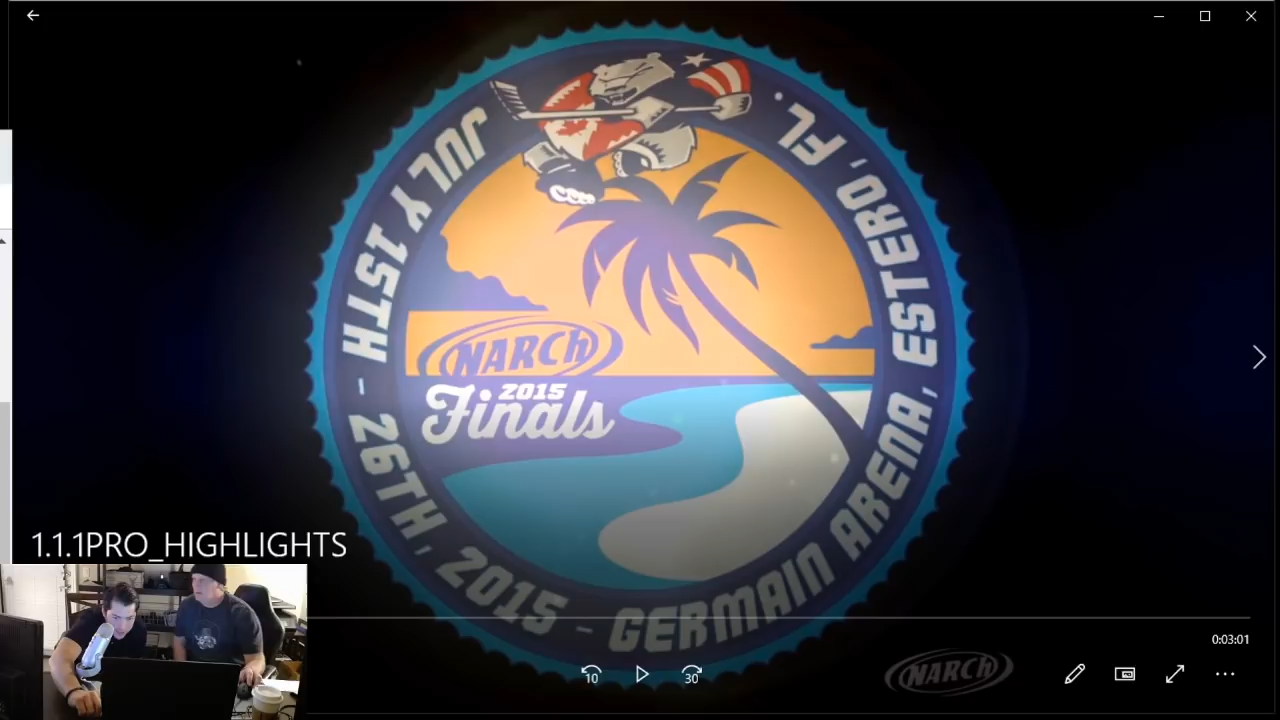 JULY 15TH - 26TH, 2015 - GERMAIN ARENA, ESTERO, FL.
NARCh
2015
Finals
1.1.1PRO_HIGHLIGHTS
0:03:01
10
30
NARCh